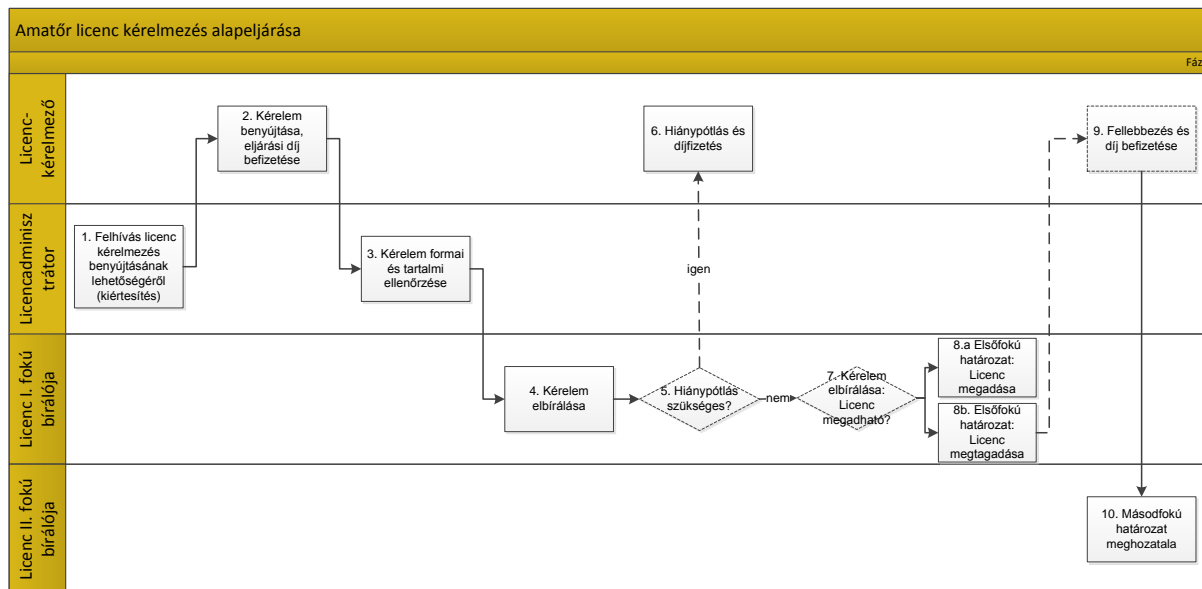 Amatőr licenc kérelmezés alapeljárása
Fáz
Licenc-
kérelmező
2. Kérelem
benyújtása,
eljárási díj
befizetése
6. Hiánypótlás és
díjfizetés
9. Fellebbezés és
díj befizetése
Licencadminisz
trátor
1. Felhívás licenc
kérelmezés
benyújtásának
lehetőségéről
(kiértesítés)
3. Kérelem formai
és tartalmi
ellenőrzése
igen
Licenc I. fokú
bírálója
4. Kérelem
elbírálása
5. Hiánypótlás
szükséges?
nem
7. Kérelem
elbírálása:
Licenc
megadható?
8.a Elsőfokú
határozat:
Licenc
megadása
8b. Elsőfokú
határozat:
Licenc
megtagadása
Licenc II. fokú
bírálója
10. Másodfokú
határozat
meghozatala